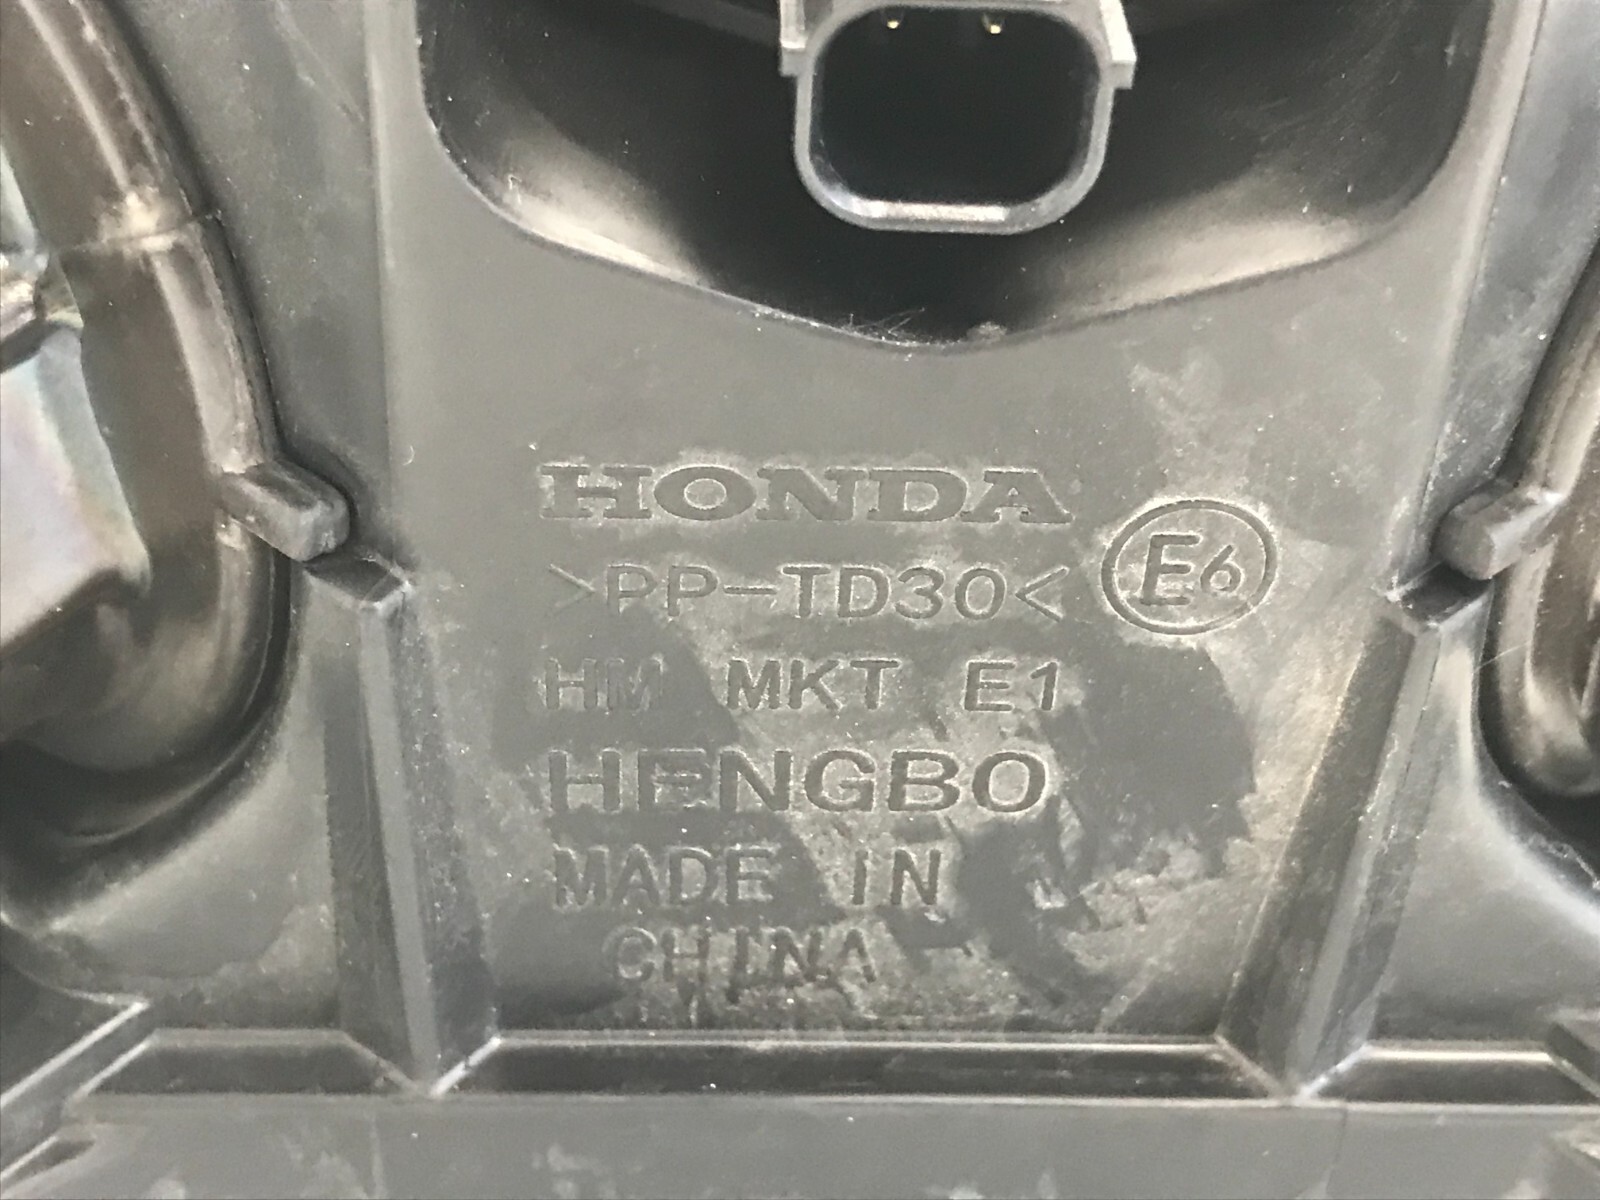 HONDA
>PP-TD30<
E6
HM MKT E1
HENGBO
MADE IN
CHINA